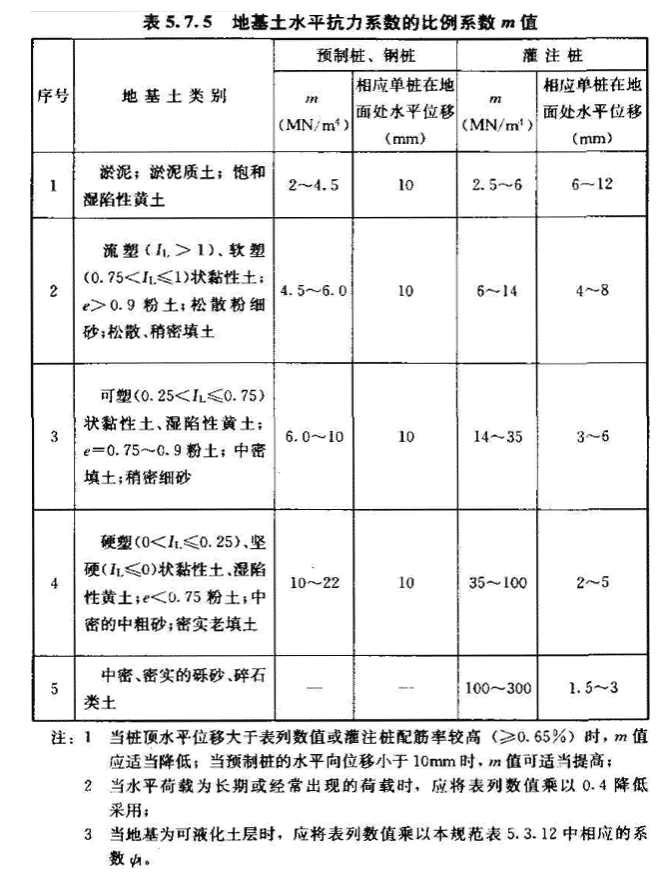 表 5.7.5 地基土水平抗力系数的比例系数 m 值
序号
地 基 土 类 别
预制桩、钢桩
灌 注 桩
m
(MN/m⁴)
相应单桩在地
面处水平位移
(mm)
m
(MN/m⁴)
相应单桩在地
面处水平位移
(mm)
1
淤泥；淤泥质土；饱和
湿陷性黄土
2～4.5
10
2.5～6
6～12
2
流塑(I_L＞1)、软塑
(0.75＜I_L≤1)状黏性土；
e＞0.9 粉土；松散粉细
砂；松散、稍密填土
4.5～6.0
10
6～14
4～8
3
可塑(0.25＜I_L≤0.75)
状黏性土、湿陷性黄土；
e＝0.75～0.9 粉土；中密
填土；稍密细砂
6.0～10
10
14～35
3～6
4
硬塑(0＜I_L≤0.25)、坚
硬(I_L≤0)状黏性土、湿陷
性黄土；e＜0.75 粉土；中
密的中粗砂；密实老填土
10～22
10
35～100
2～5
5
中密、密实的砾砂、碎石
类土
—
—
100～300
1.5～3
注：1 当桩顶水平位移大于表列数值或灌注桩配筋率较高（≥0.65%）时，m 值
应适当降低；当预制桩的水平向位移小于 10mm 时，m 值可适当提高；
2 当水平荷载为长期或经常出现的荷载时，应将表列数值乘以 0.4 降低
采用；
3 当地基为可液化土层时，应将表列数值乘以本规范表 5.3.12 中相应的系
数 ψ_l。